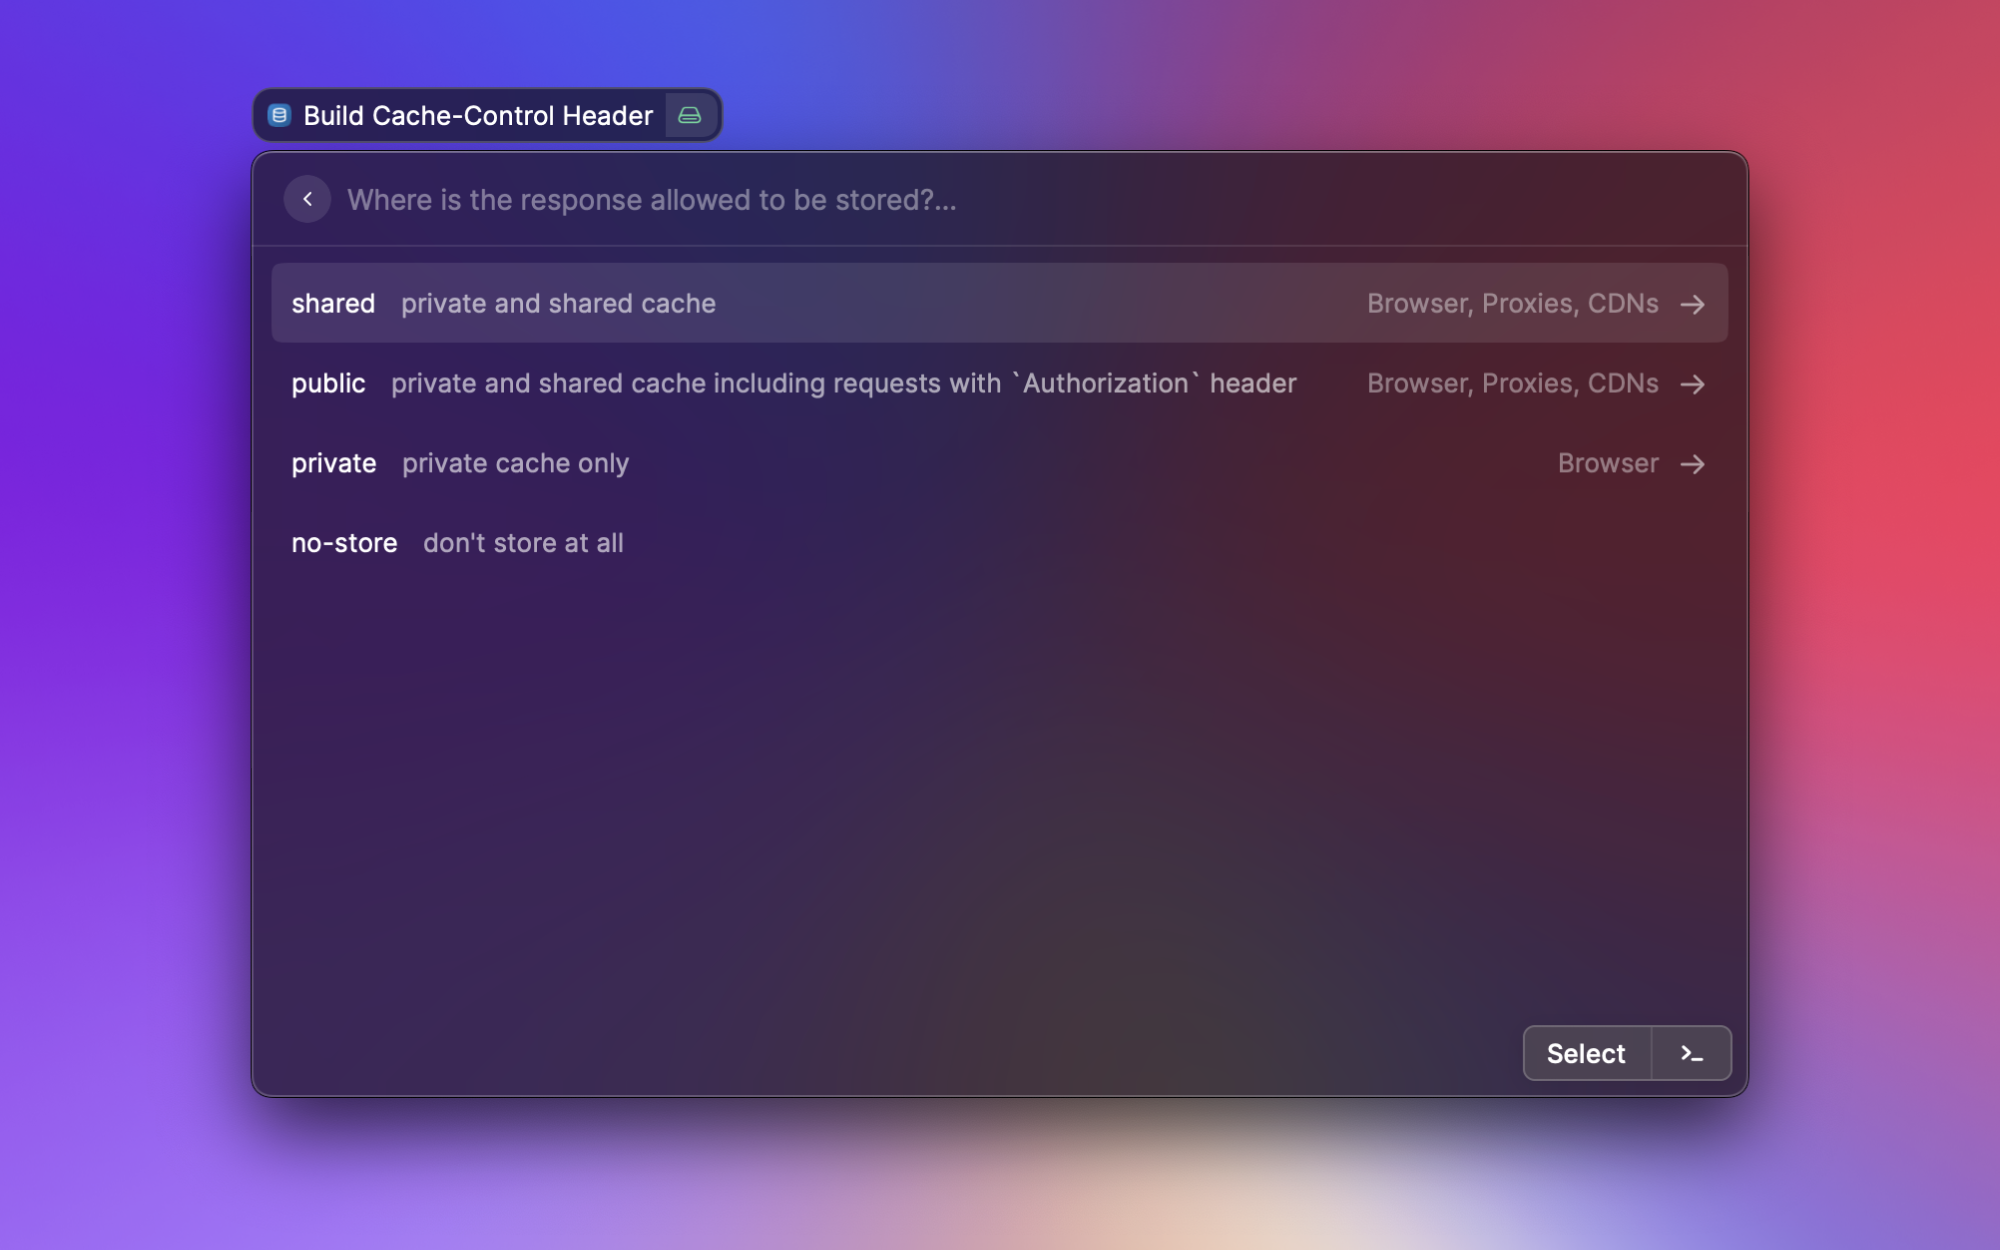 Build Cache-Control Header
Where is the response allowed to be stored?...
shared private and shared cache Browser, Proxies, CDNs →
public private and shared cache including requests with `Authorization` header Browser, Proxies, CDNs →
private private cache only Browser →
no-store don't store at all
Select >_